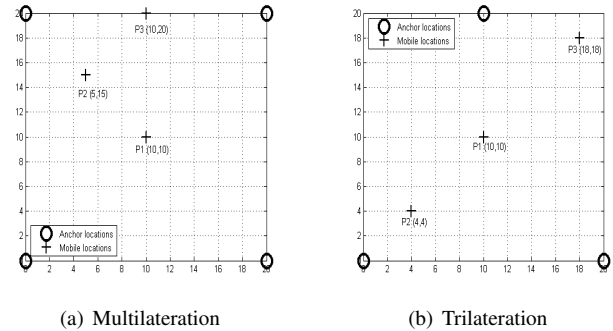 20
18
16
14
12
10
8
6
4
2
0
0 2 4 6 8 10 12 14 16 18 20
P3 (10,20)
P2 (5,15)
P1 (10,10)
Anchor locations
Mobile locations
(a) Multilateration
20
18
16
14
12
10
8
6
4
2
0
0 2 4 6 8 10 12 14 16 18 20
Anchor locations
Mobile locations
P3 (18,18)
P1 (10,10)
P2 (4,4)
(b) Trilateration